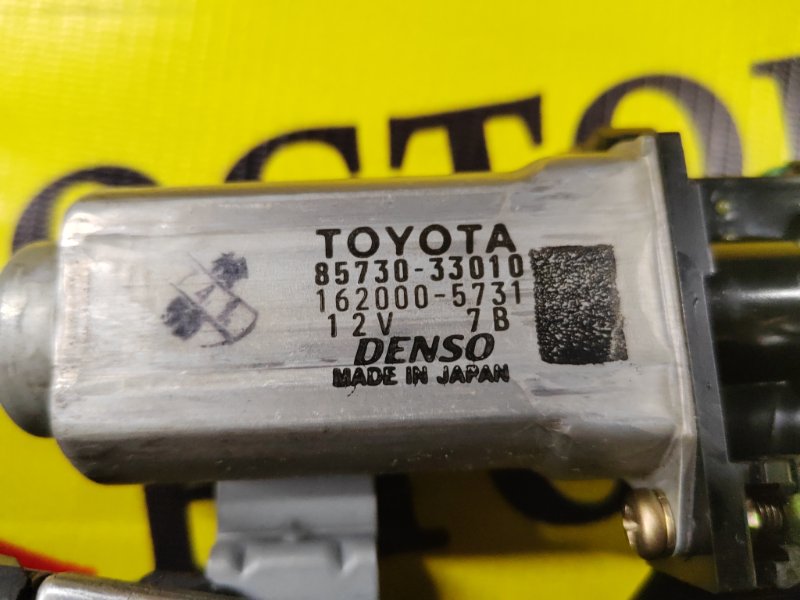 TOYOTA
85730-33010
162000-5731
12V 7B
DENSO
MADE IN JAPAN